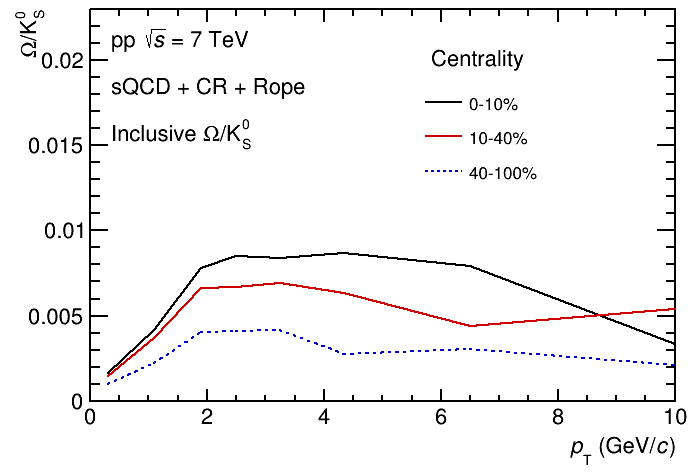 Ω/K⁰S
pp √s = 7 TeV
sQCD + CR + Rope
Inclusive Ω/K⁰S
Centrality
0-10%
10-40%
40-100%
0.02
0.015
0.01
0.005
0
0 2 4 6 8 10
pT (GeV/c)